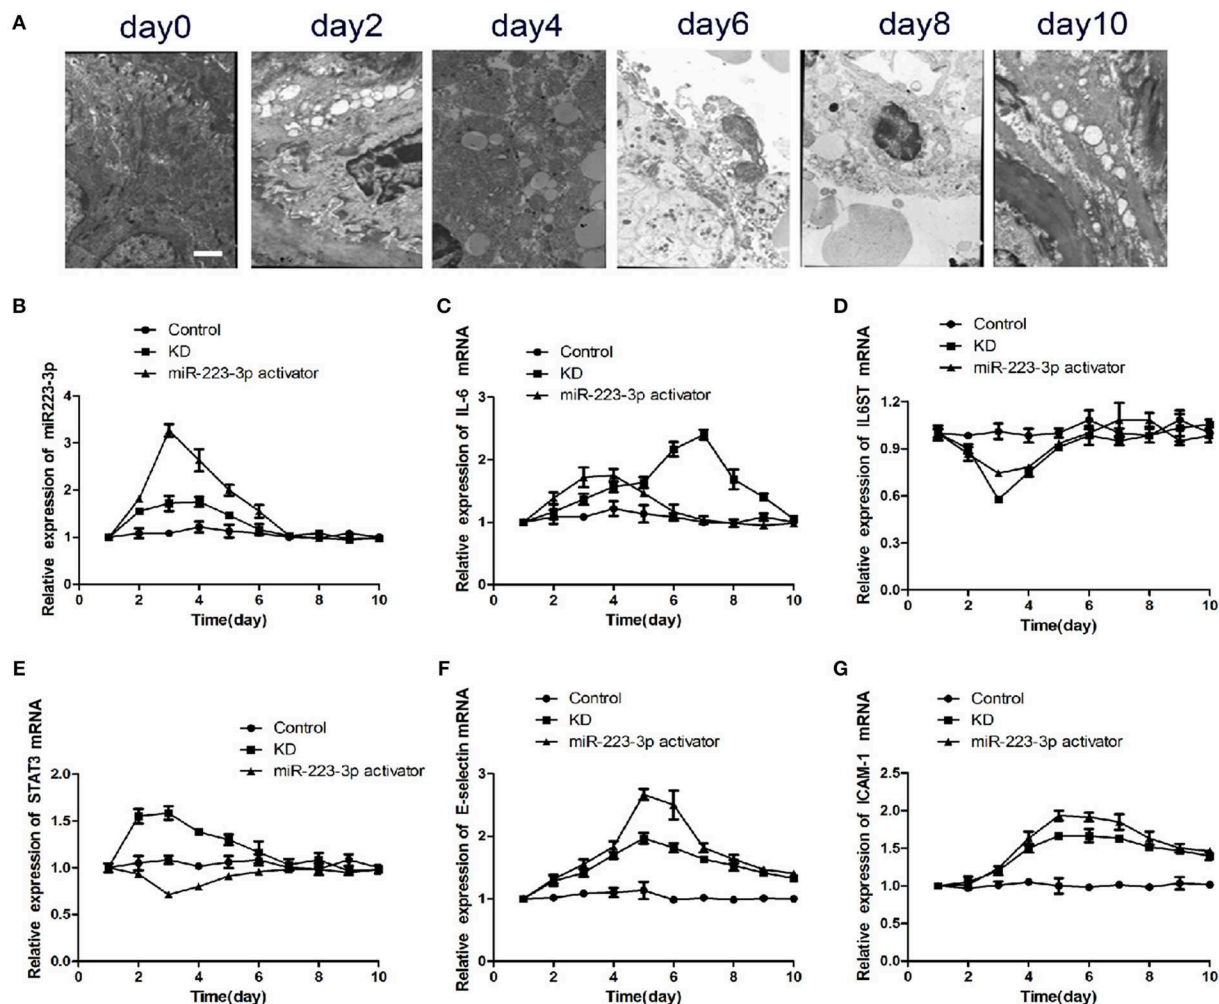 A
day0 day2 day4 day6 day8 day10
B
Control
KD
miR-223-3p activator
Relative expression of miR223-3p
4
3
2
1
0
0 2 4 6 8 10
Time(day)
C
Control
KD
miR-223-3p activator
Relative expression of IL-6 mRNA
3
2
1
0
0 2 4 6 8 10
Time(day)
D
Control
KD
miR-223-3p activator
Relative expression of IL6ST mRNA
1.2
0.9
0.6
0.3
0.0
0 2 4 6 8 10
Time(day)
E
Control
KD
miR-223-3p activator
Relative expression of STAT3 mRNA
2.0
1.5
1.0
0.5
0.0
0 2 4 6 8 10
Time(day)
F
Control
KD
miR-223-3p activator
Relative expression of E-selectin mRNA
3
2
1
0
0 2 4 6 8 10
Time(day)
G
Control
KD
miR-223-3p activator
Relative expression of ICAM-1 mRNA
2.5
2.0
1.5
1.0
0.5
0.0
0 2 4 6 8 10
Time(day)